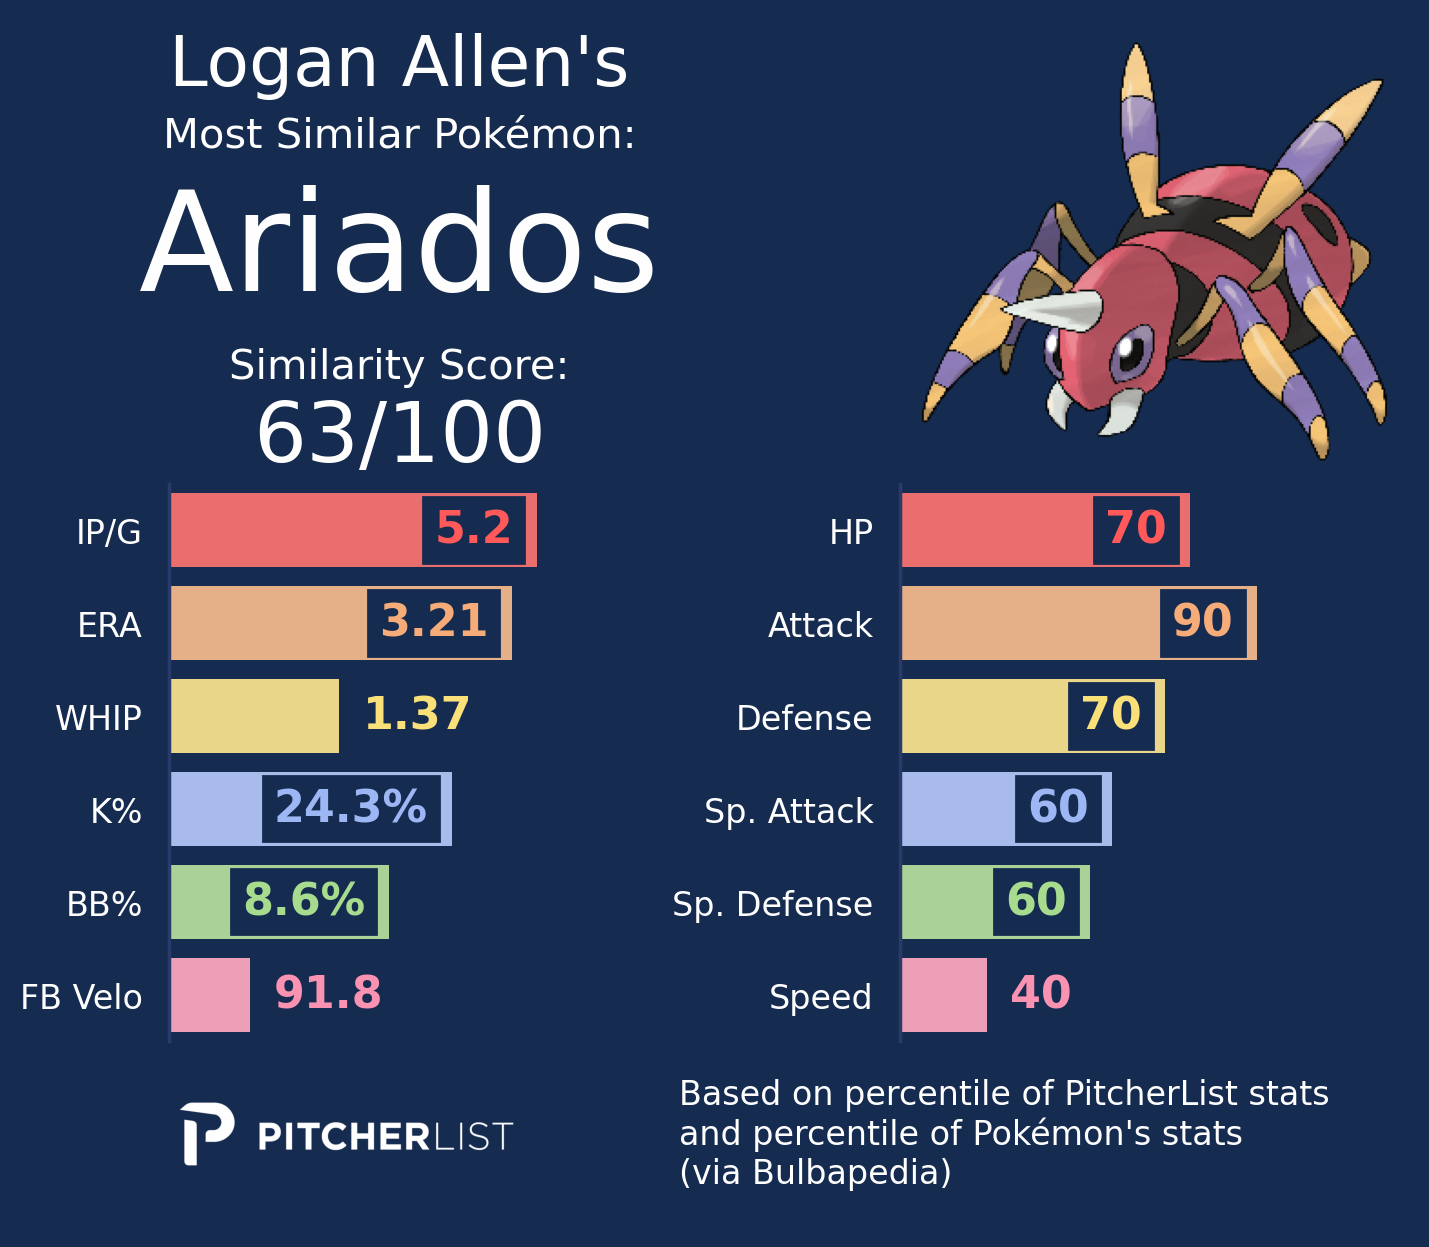 Logan Allen's
Most Similar Pokémon:
Ariados
Similarity Score:
63/100
IP/G 5.2
ERA 3.21
WHIP 1.37
K% 24.3%
BB% 8.6%
FB Velo 91.8
HP 70
Attack 90
Defense 70
Sp. Attack 60
Sp. Defense 60
Speed 40
PITCHERLIST
Based on percentile of PitcherList stats
and percentile of Pokémon's stats
(via Bulbapedia)